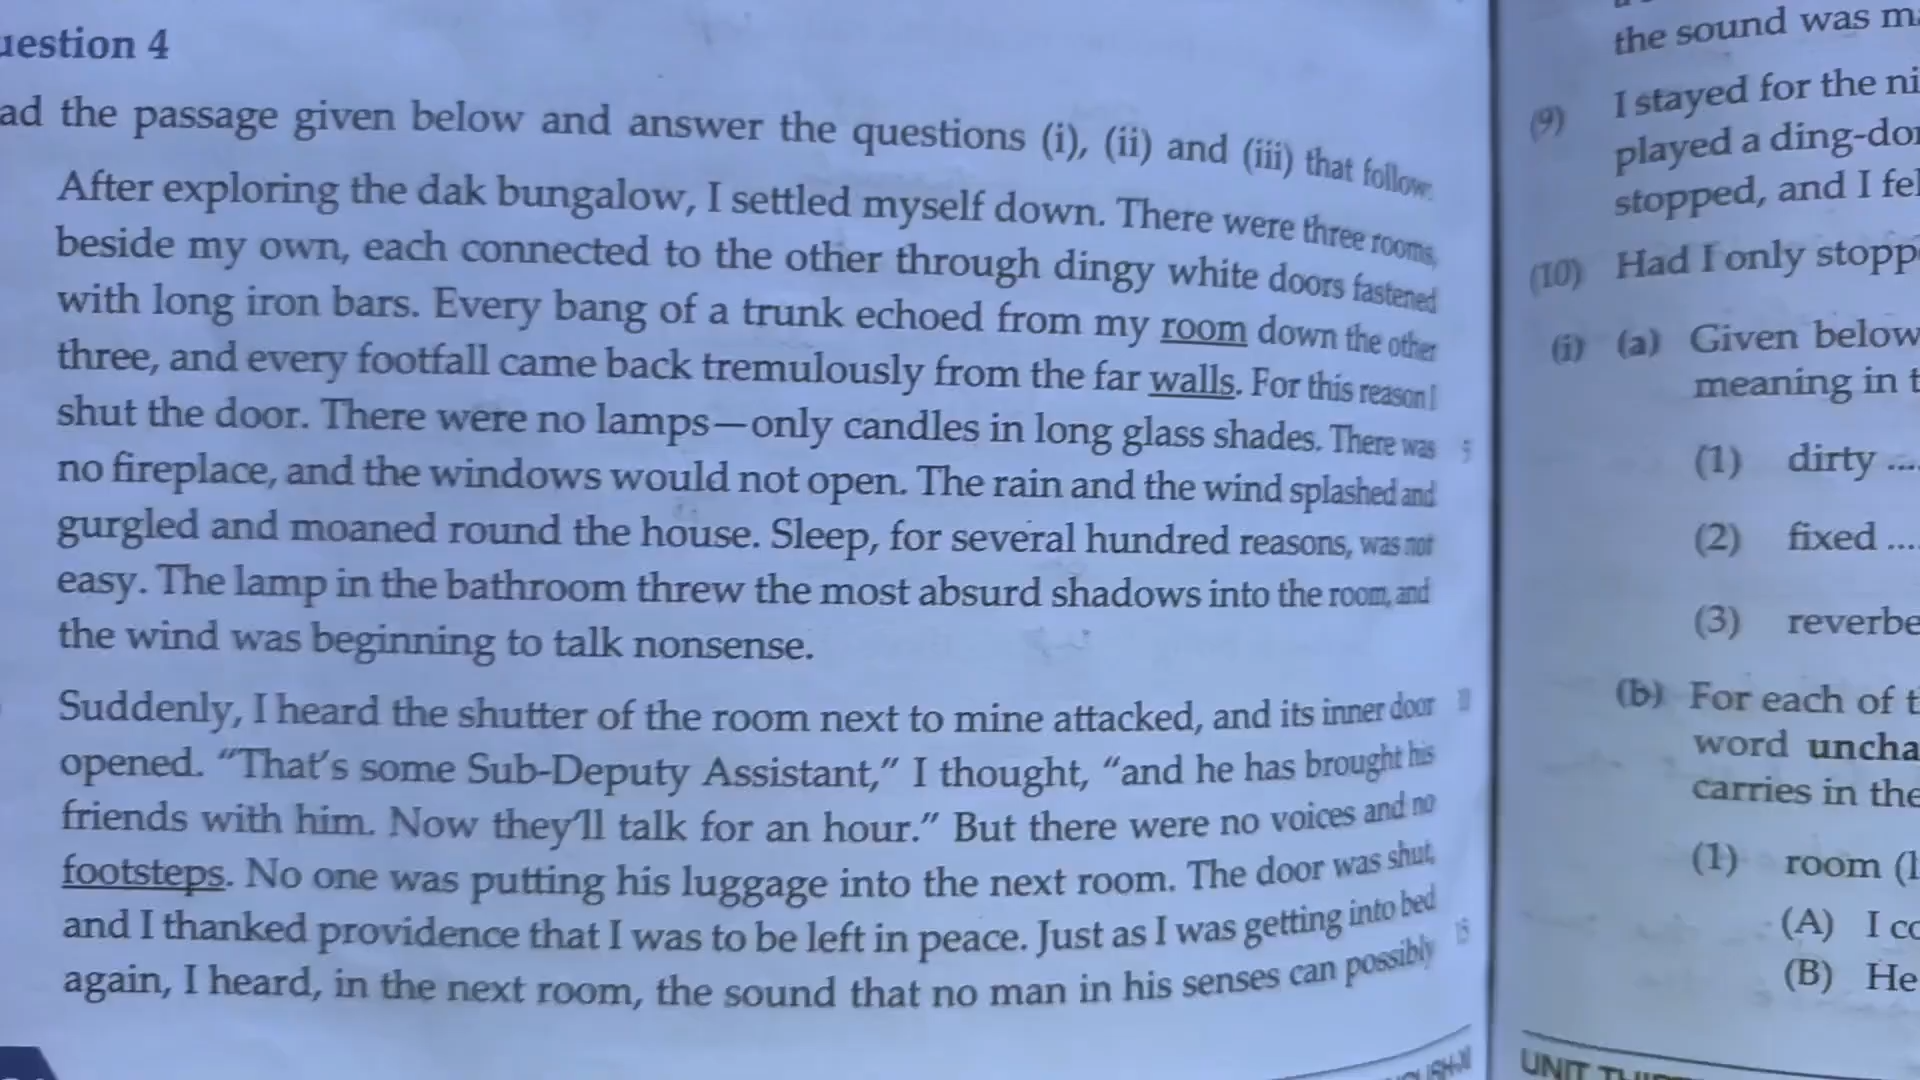 uestion 4
ad the passage given below and answer the questions (i), (ii) and (iii) that follow:
After exploring the dak bungalow, I settled myself down. There were three rooms,
beside my own, each connected to the other through dingy white doors fastened
with long iron bars. Every bang of a trunk echoed from my room down the other
three, and every footfall came back tremulously from the far walls. For this reason I
shut the door. There were no lamps—only candles in long glass shades. There was 5
no fireplace, and the windows would not open. The rain and the wind splashed and
gurgled and moaned round the house. Sleep, for several hundred reasons, was not
easy. The lamp in the bathroom threw the most absurd shadows into the room, and
the wind was beginning to talk nonsense.
Suddenly, I heard the shutter of the room next to mine attacked, and its inner door 10
opened. "That's some Sub-Deputy Assistant," I thought, "and he has brought his
friends with him. Now they'll talk for an hour." But there were no voices and no
footsteps. No one was putting his luggage into the next room. The door was shut,
and I thanked providence that I was to be left in peace. Just as I was getting into bed 15
again, I heard, in the next room, the sound that no man in his senses can possibly
the sound was m
(9) I stayed for the ni
played a ding-do
stopped, and I fel
(10) Had I only stopp
(i) (a) Given below
meaning in t
(1) dirty ....
(2) fixed ....
(3) reverbe
(b) For each of t
word uncha
carries in the
(1) room (l
(A) I co
(B) He
UNIT